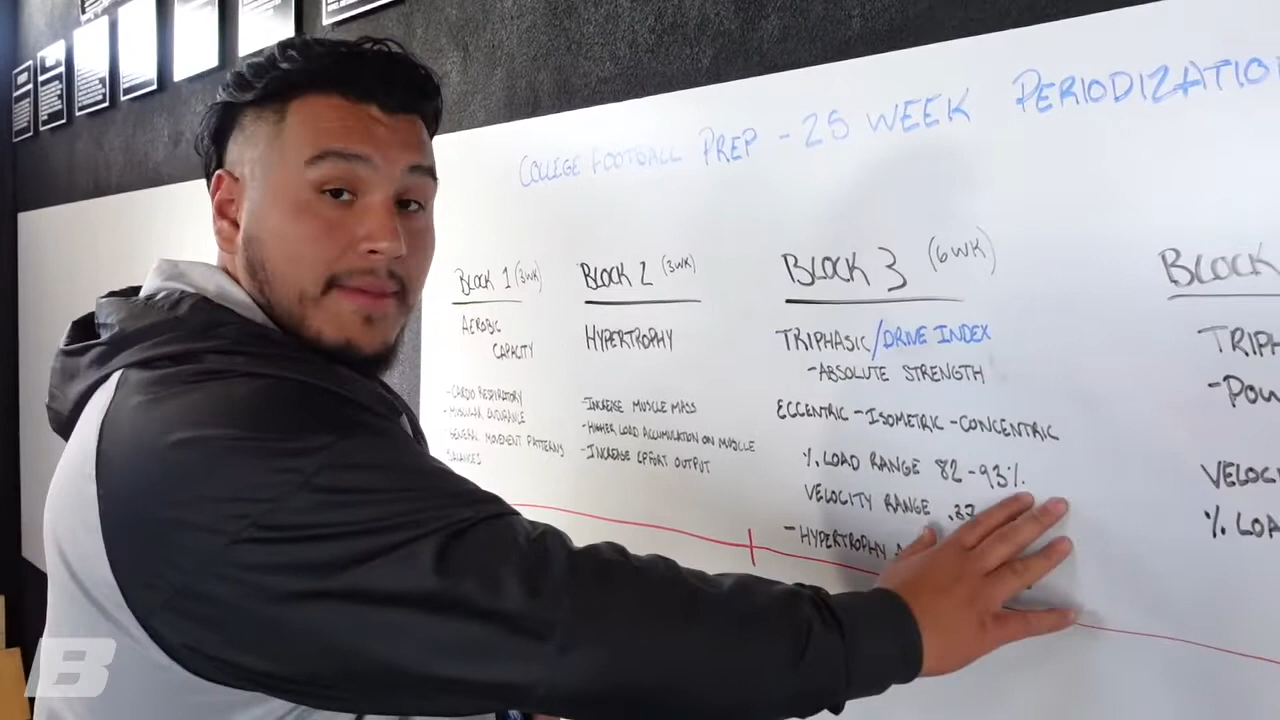 COLLEGE FOOTBALL PREP - 25 WEEK PERIODIZATIO
BLOCK 1 (3WK)
AEROBIC
CAPACITY
- CARDIO RESPIRATORY
- MUSCULAR ENDURANCE
- GENERAL MOVEMENT PATTERNS
BLOCK 2 (3WK)
HYPERTROPHY
- INCREASE MUSCLE MASS
- HIGHER LOAD ACCUMULATION ON MUSCLE
- INCREASE EFFORT OUTPUT
BLOCK 3 (6WK)
TRIPHASIC/DRIVE INDEX
- ABSOLUTE STRENGTH
ECCENTRIC - ISOMETRIC - CONCENTRIC
% LOAD RANGE 82-93%
VELOCITY RANGE .37
- HYPERTROPHY
BLOCK
TRIPH
- POW
VELOC
% LOA
B